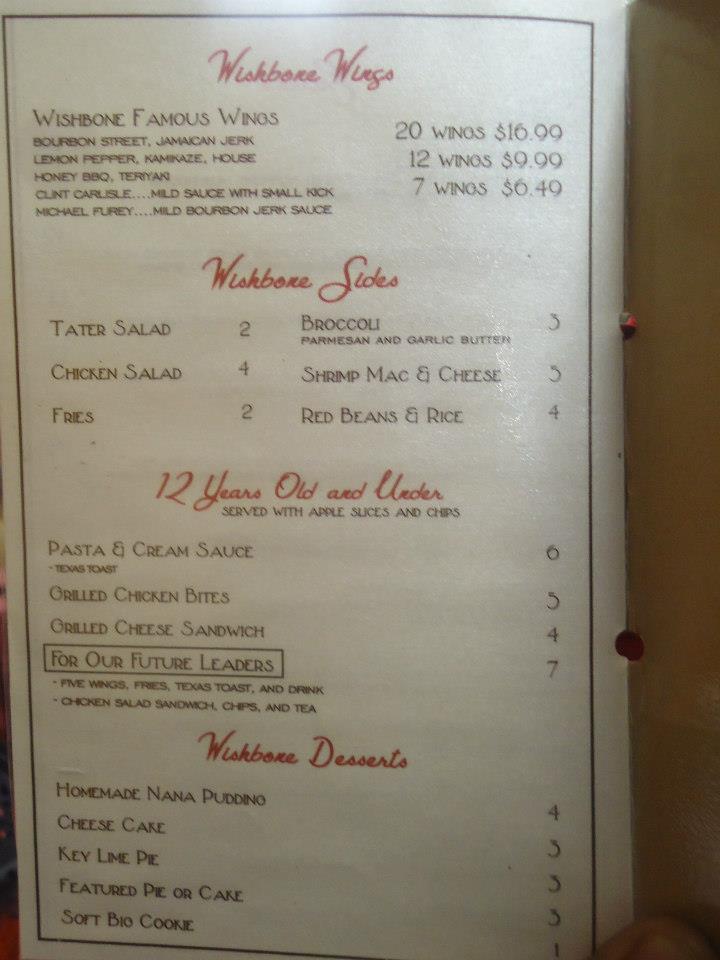 Wishbone Wings
Wishbone Famous Wings
Bourbon Street, Jamaican Jerk
20 wings $16.99
Lemon Pepper, Kamikaze, House
12 wings $9.99
Honey BBQ, Teriyaki
7 wings $6.49
Clint Carlisle....Mild Sauce with Small Kick
Michael Furey....Mild Bourbon Jerk Sauce
Wishbone Sides
Tater Salad 2
Broccoli 3
Parmesan and Garlic Butter
Chicken Salad 4
Shrimp Mac & Cheese 5
Fries 2
Red Beans & Rice 4
12 Years Old and Under
Served with Apple Slices and Chips
Pasta & Cream Sauce 6
- Texas Toast
Grilled Chicken Bites 5
Grilled Cheese Sandwich 4
For Our Future Leaders 7
- Five Wings, Fries, Texas Toast, and Drink
- Chicken Salad Sandwich, Chips, and Tea
Wishbone Desserts
Homemade Nana Pudding 4
Cheese Cake 3
Key Lime Pie 3
Featured Pie or Cake 3
Soft Big Cookie 1